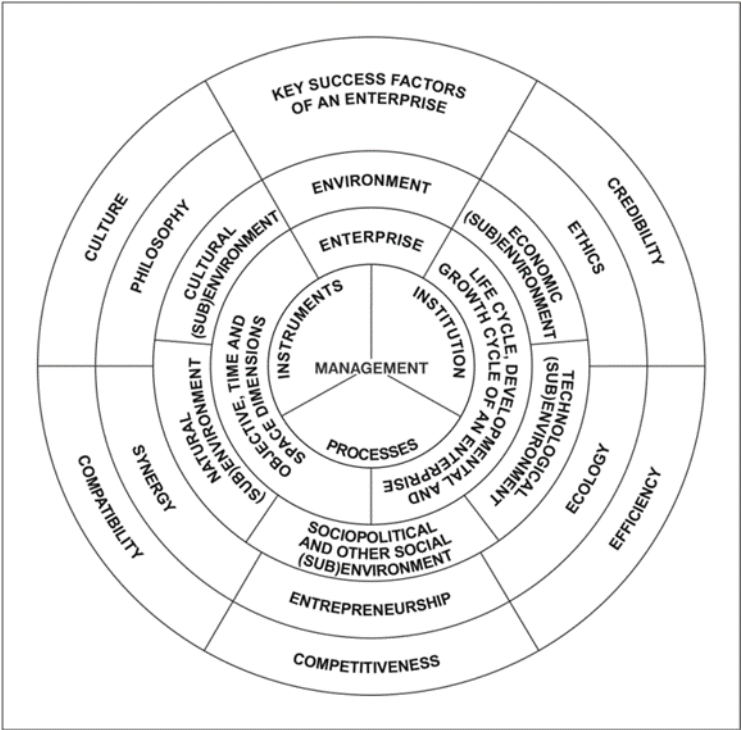 KEY SUCCESS FACTORS
OF AN ENTERPRISE
CULTURE
CREDIBILITY
PHILOSOPHY
ETHICS
ENVIRONMENT
CULTURAL
(SUB)ENVIRONMENT
ECONOMIC
(SUB)ENVIRONMENT
ENTERPRISE
OBJECTIVE, TIME AND
SPACE DIMENSIONS
LIFE CYCLE, DEVELOPMENTAL AND
GROWTH CYCLE OF AN ENTERPRISE
INSTRUMENTS
INSTITUTION
MANAGEMENT
PROCESSES
NATURAL
(SUB)ENVIRONMENT
TECHNOLOGICAL
(SUB)ENVIRONMENT
SOCIOPOLITICAL
AND OTHER SOCIAL
(SUB)ENVIRONMENT
SYNERGY
ECOLOGY
ENTREPRENEURSHIP
COMPATIBILITY
EFFICIENCY
COMPETITIVENESS